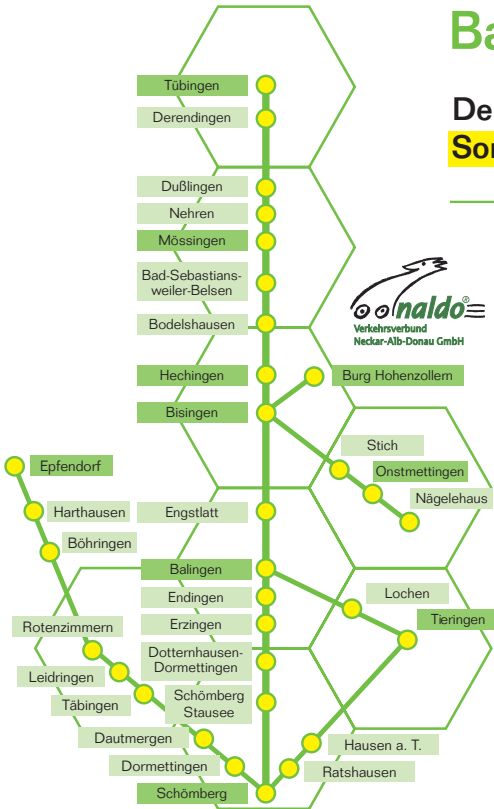 Ba
De
Sor
Tübingen
Derendingen
Dußlingen
Nehren
Mössingen
Bad-Sebastians-
weiler-Belsen
Bodelshausen
naldo®
Verkehrsverbund
Neckar-Alb-Donau GmbH
Hechingen
Burg Hohenzollern
Bisingen
Stich
Onstmettingen
Nägelehaus
Epfendorf
Harthausen
Böhringen
Engstlatt
Balingen
Endingen
Erzingen
Lochen
Tieringen
Rotenzimmern
Leidringen
Täbingen
Dotternhausen-
Dormettingen
Schömberg
Stausee
Dautmergen
Dormettingen
Schömberg
Hausen a. T.
Ratshausen